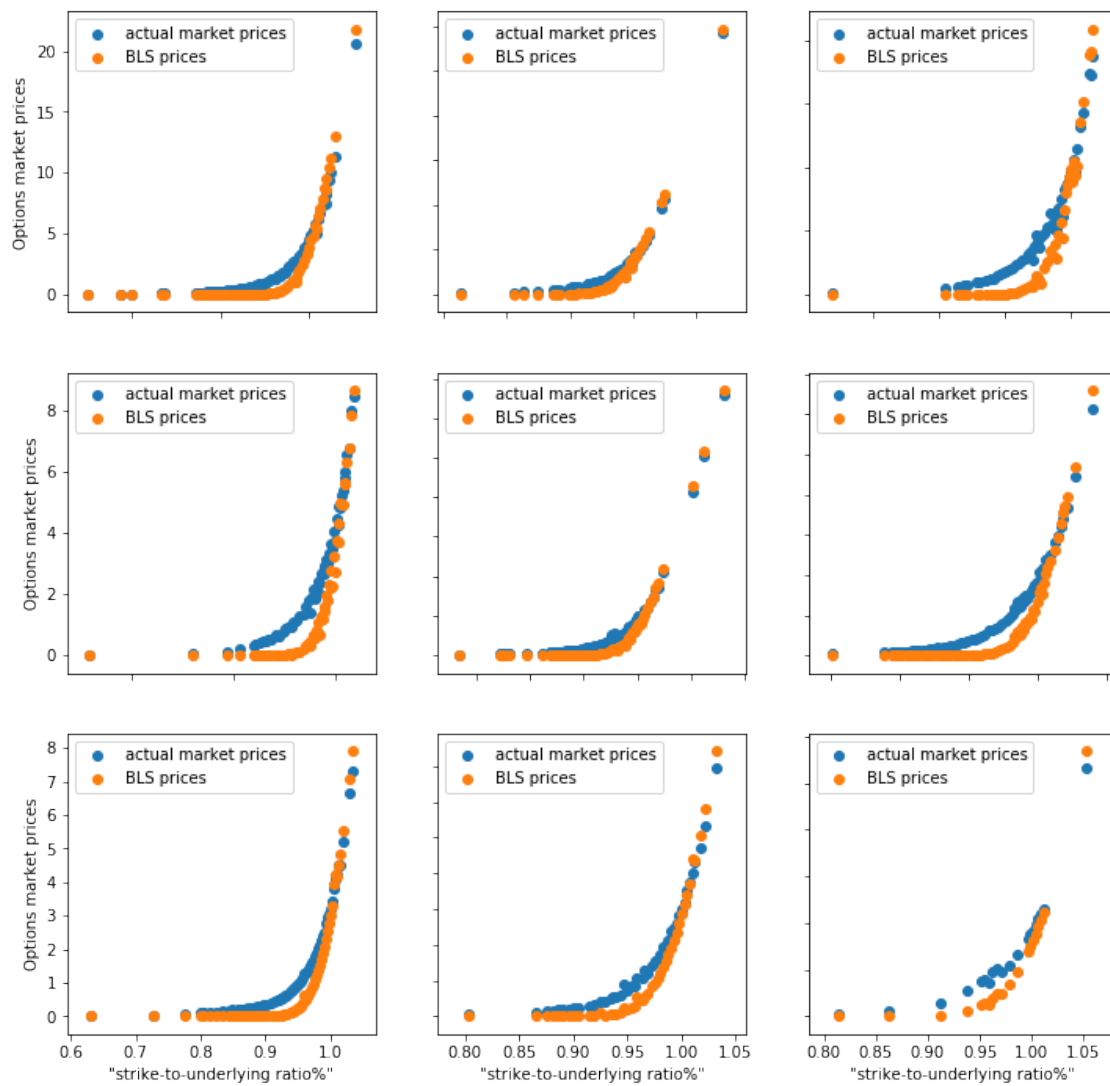 actual market prices
BLS prices
actual market prices
BLS prices
actual market prices
BLS prices
20
15
10
5
0
Options market prices
actual market prices
BLS prices
actual market prices
BLS prices
actual market prices
BLS prices
8
6
4
2
0
Options market prices
actual market prices
BLS prices
actual market prices
BLS prices
actual market prices
BLS prices
8
7
6
5
4
3
2
1
0
Options market prices
0.6 0.7 0.8 0.9 1.0
0.80 0.85 0.90 0.95 1.00 1.05
0.80 0.85 0.90 0.95 1.00 1.05
"strike-to-underlying ratio%"
"strike-to-underlying ratio%"
"strike-to-underlying ratio%"